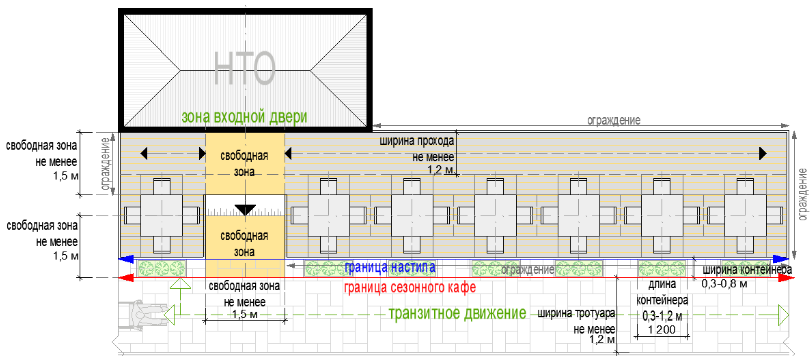 НТО
зона входной двери
ограждение
свободная зона
не менее
1,5 м
ограждение
свободная
зона
ширина прохода
не менее
1,2 м
ограждение
свободная зона
не менее
1,5 м
свободная
зона
граница настила
ограждение
ширина контейнера
0,3-0,8 м
свободная зона
не менее
1,5 м
граница сезонного кафе
транзитное движение
ширина тротуара
не менее
1,2 м
длина
контейнера
0,3-1,2 м
1 200